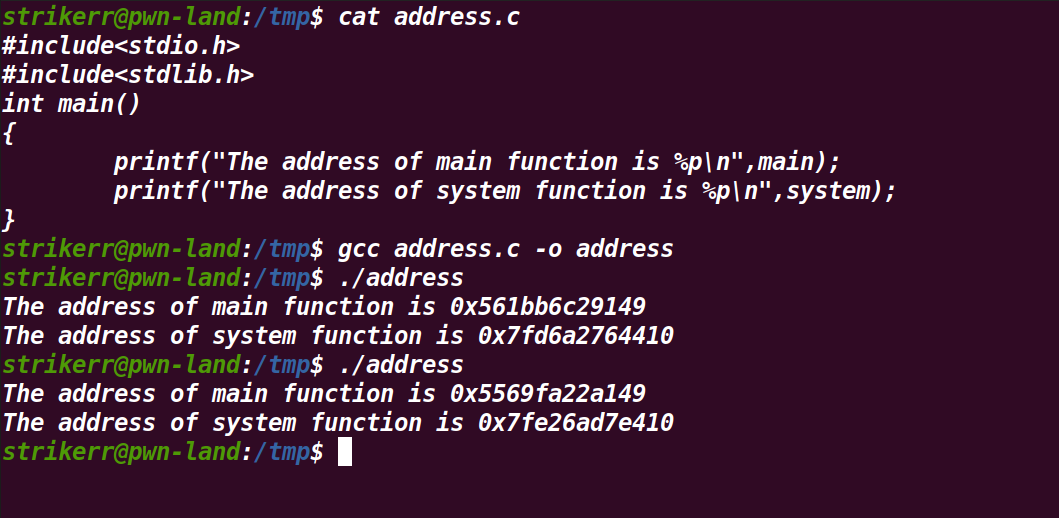 strikerr@pwn-land:/tmp$ cat address.c
#include<stdio.h>
#include<stdlib.h>
int main()
{
        printf("The address of main function is %p\n",main);
        printf("The address of system function is %p\n",system);
}
strikerr@pwn-land:/tmp$ gcc address.c -o address
strikerr@pwn-land:/tmp$ ./address
The address of main function is 0x561bb6c29149
The address of system function is 0x7fd6a2764410
strikerr@pwn-land:/tmp$ ./address
The address of main function is 0x5569fa22a149
The address of system function is 0x7fe26ad7e410
strikerr@pwn-land:/tmp$